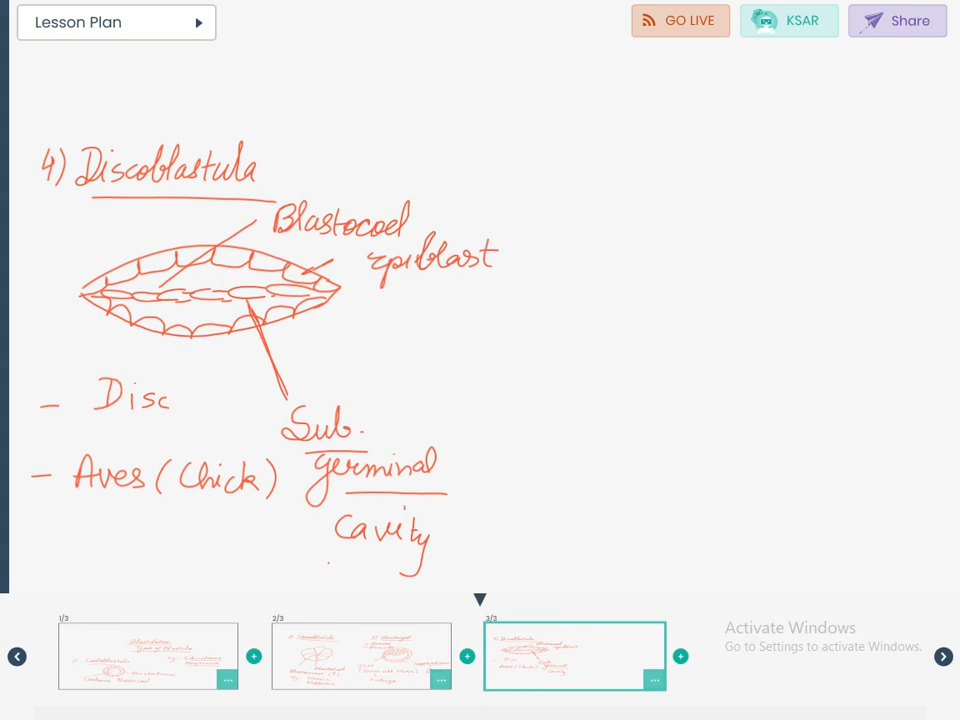 Lesson Plan
GO LIVE
KSAR
Share
4) Discoblastula
Blastocoel
epiblast
- Disc
Sub-
germinal
- Aves (Chick)
cavity
1/3
2/3
3/3
Activate Windows
Go to Settings to activate Windows.